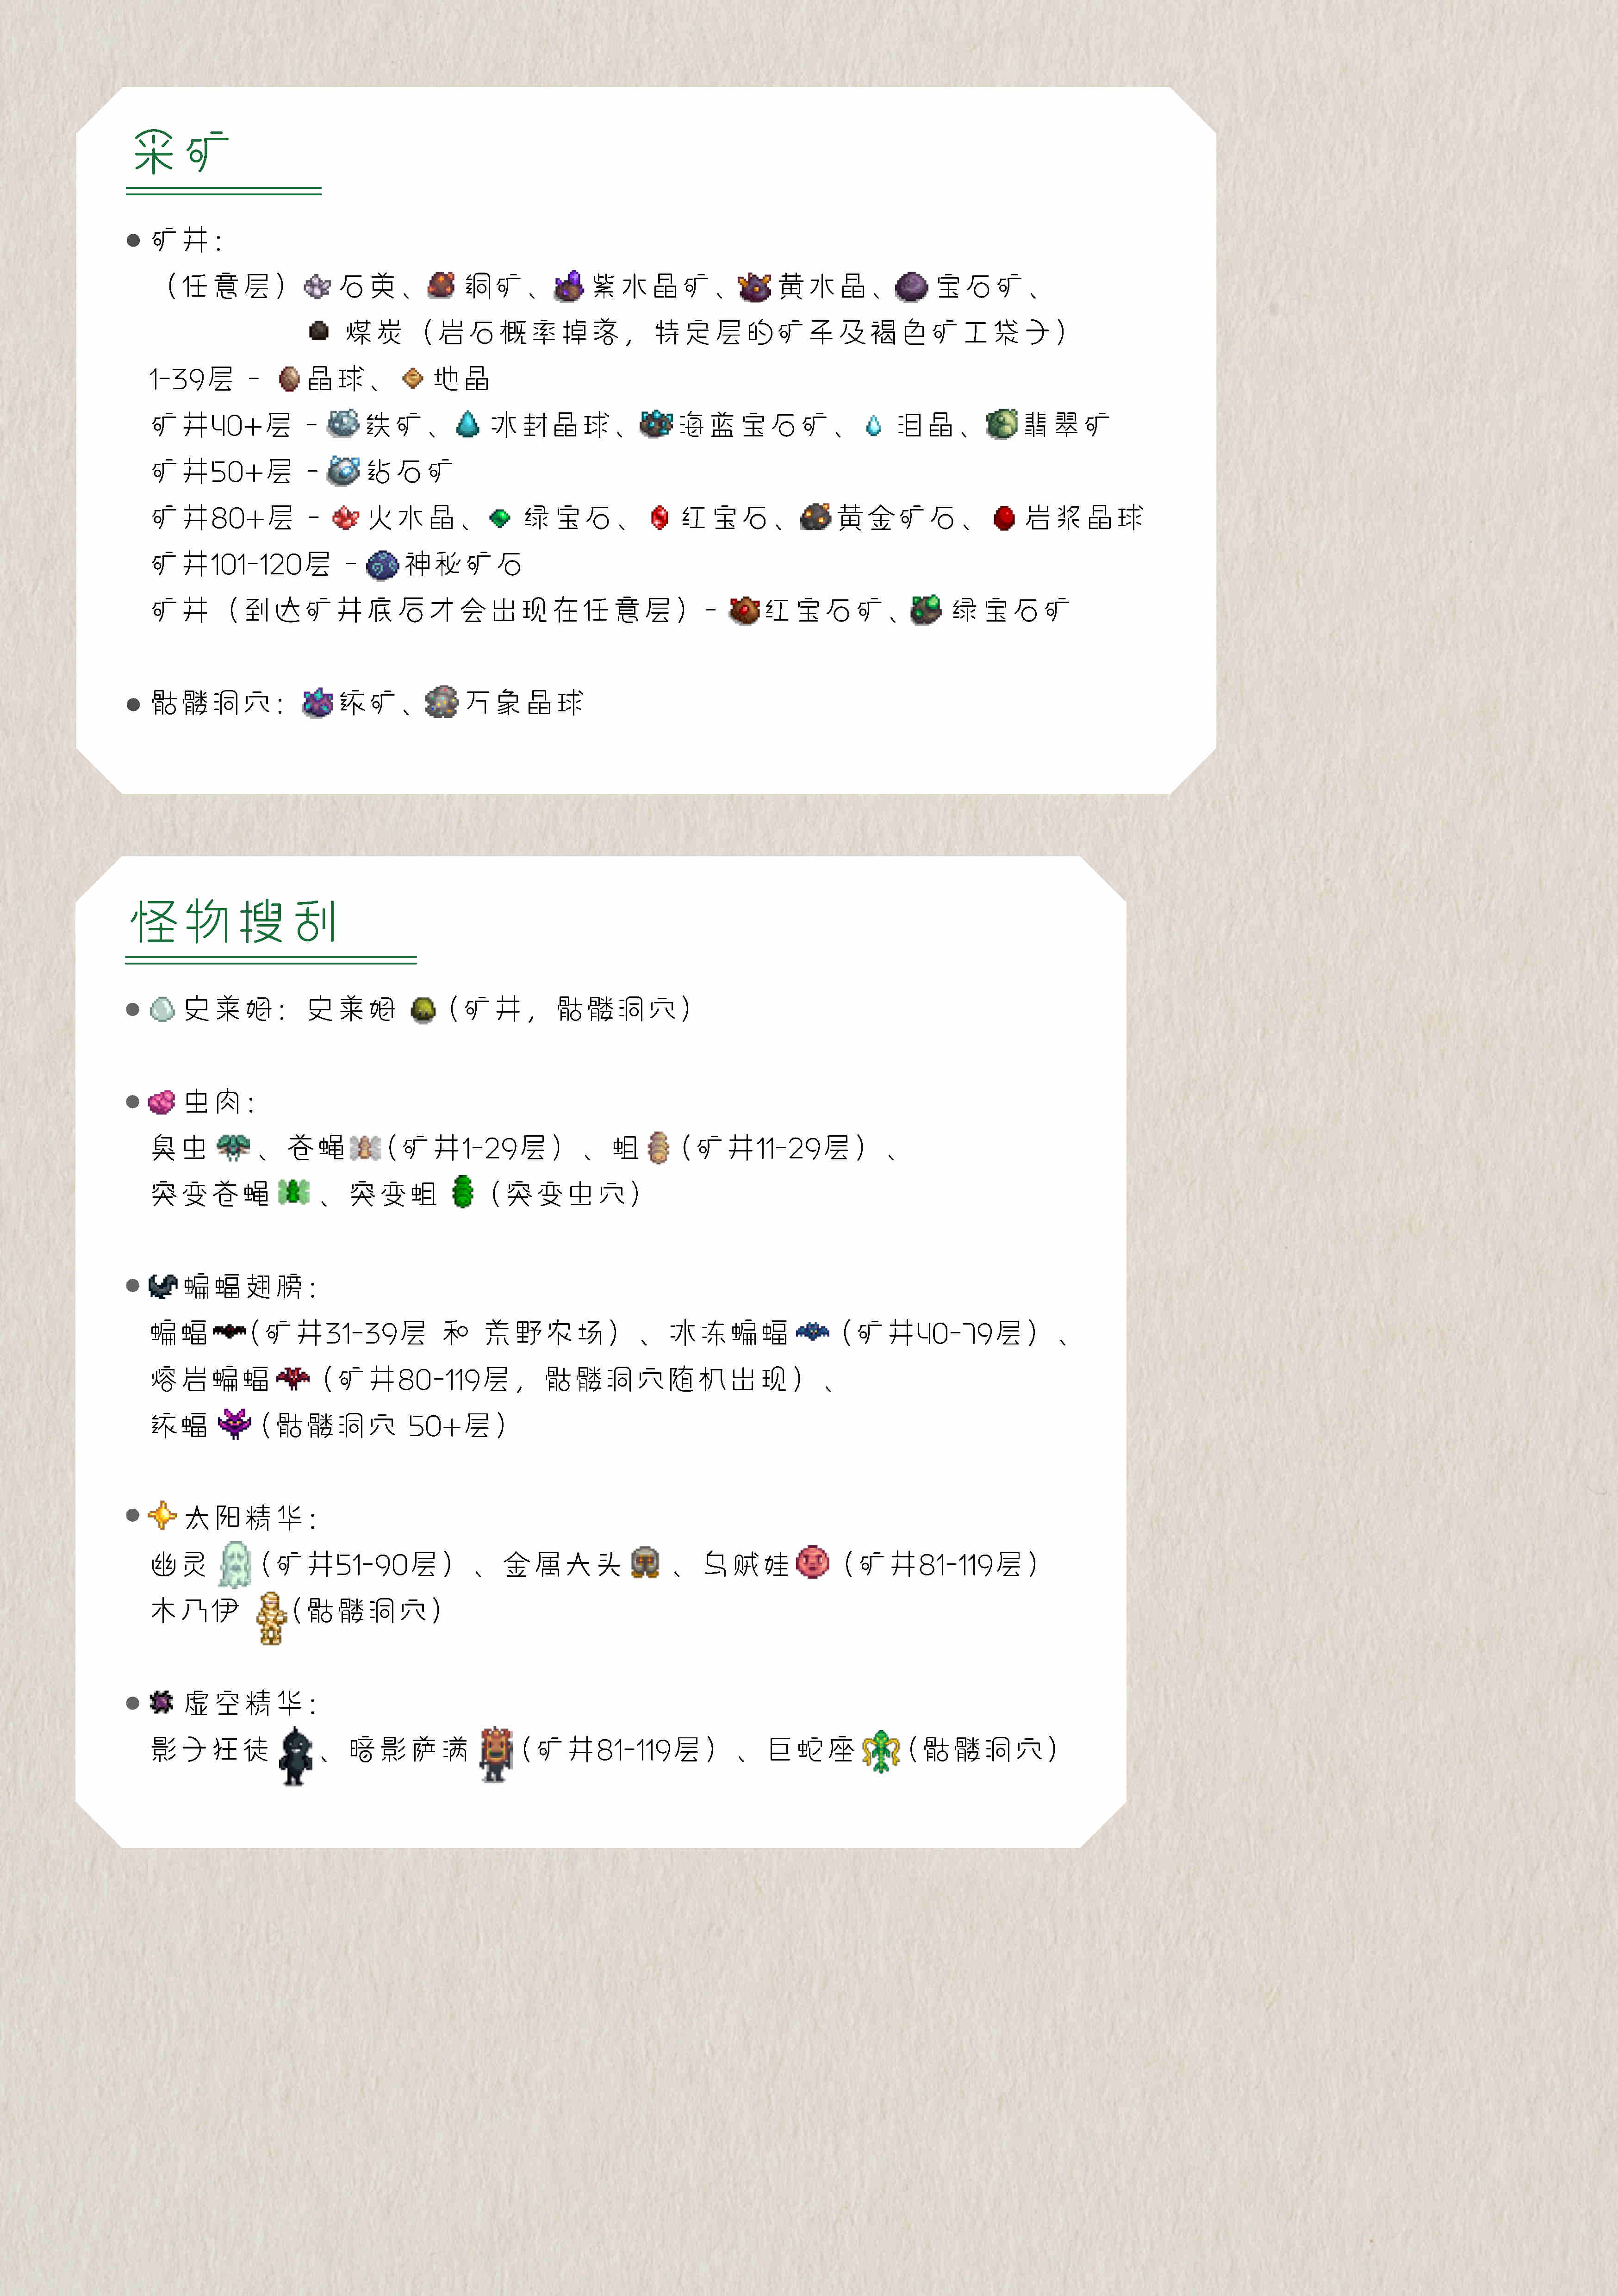 采矿
矿井：
（任意层）石英、铜矿、紫水晶矿、黄水晶、宝石矿、
煤炭（岩石概率掉落，特定层的矿车及褐色矿工袋子）
1-39层 - 晶球、地晶
矿井40+层 - 铁矿、冰封晶球、海蓝宝石矿、泪晶、翡翠矿
矿井50+层 - 钻石矿
矿井80+层 - 火水晶、绿宝石、红宝石、黄金矿石、岩浆晶球
矿井101-120层 - 神秘矿石
矿井（到达矿井底后才会出现在任意层）- 红宝石矿、绿宝石矿
骷髅洞穴：铱矿、万象晶球
怪物搜刮
史莱姆：史莱姆（矿井，骷髅洞穴）
虫肉：
臭虫、苍蝇（矿井1-29层）、蛆（矿井11-29层）、
突变苍蝇、突变蛆（突变虫穴）
蝙蝠翅膀：
蝙蝠（矿井31-39层 和 荒野农场）、冰冻蝙蝠（矿井40-79层）、
熔岩蝙蝠（矿井80-119层，骷髅洞穴随机出现）、
铱蝠（骷髅洞穴 50+层）
太阳精华：
幽灵（矿井51-90层）、金属大头、乌贼娃（矿井81-119层）
木乃伊（骷髅洞穴）
虚空精华：
影子狂徒、暗影萨满（矿井81-119层）、巨蛇座（骷髅洞穴）